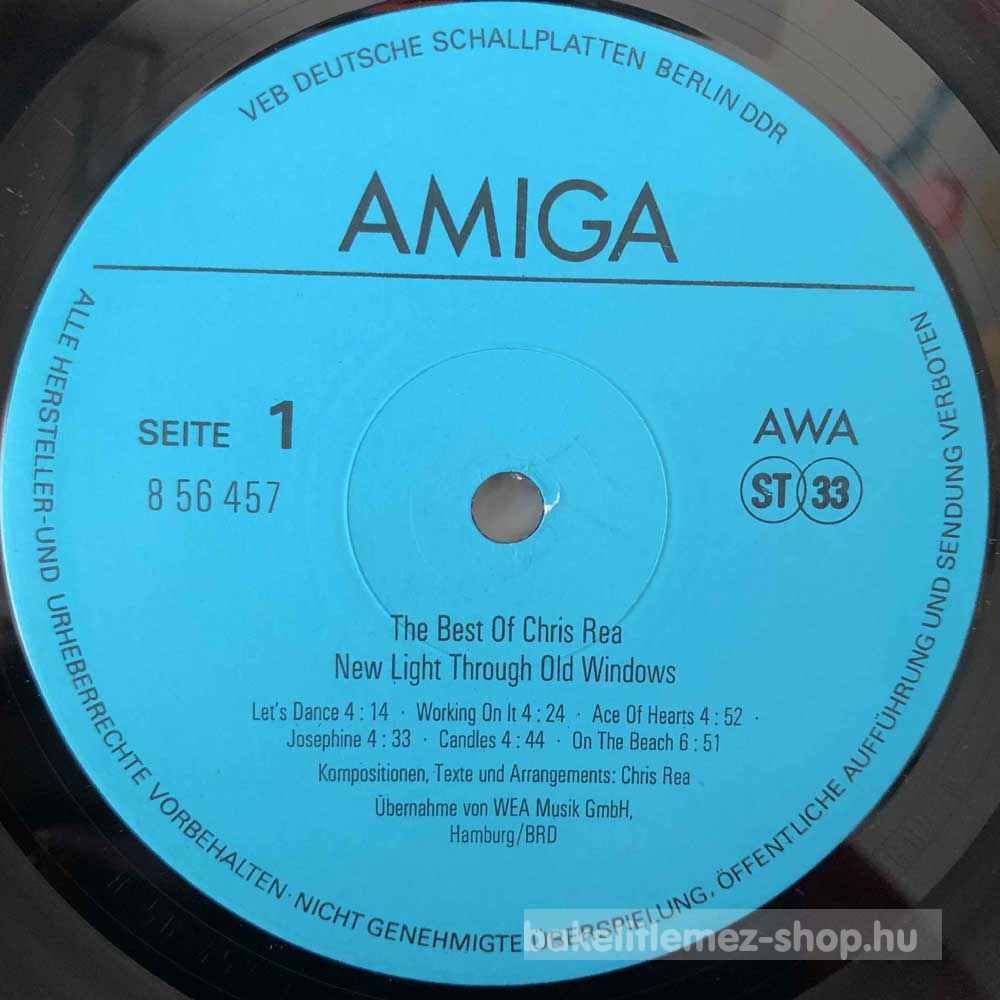 VEB DEUTSCHE SCHALLPLATTEN BERLIN DDR
AMIGA
SEITE 1
8 56 457
AWA
ST 33
The Best Of Chris Rea
New Light Through Old Windows
Let's Dance 4 : 14 · Working On It 4 : 24 · Ace Of Hearts 4 : 52 ·
Josephine 4 : 33 · Candles 4 : 44 · On The Beach 6 : 51
Kompositionen, Texte und Arrangements: Chris Rea
Übernahme von WEA Musik GmbH,
Hamburg/BRD
ALLE HERSTELLER-UND URHEBERRECHTE VORBEHALTEN · NICHT GENEHMIGTE ÜBERSPIELUNG, ÖFFENTLICHE AUFFÜHRUNG UND SENDUNG VERBOTEN
bakelitlemez-shop.hu